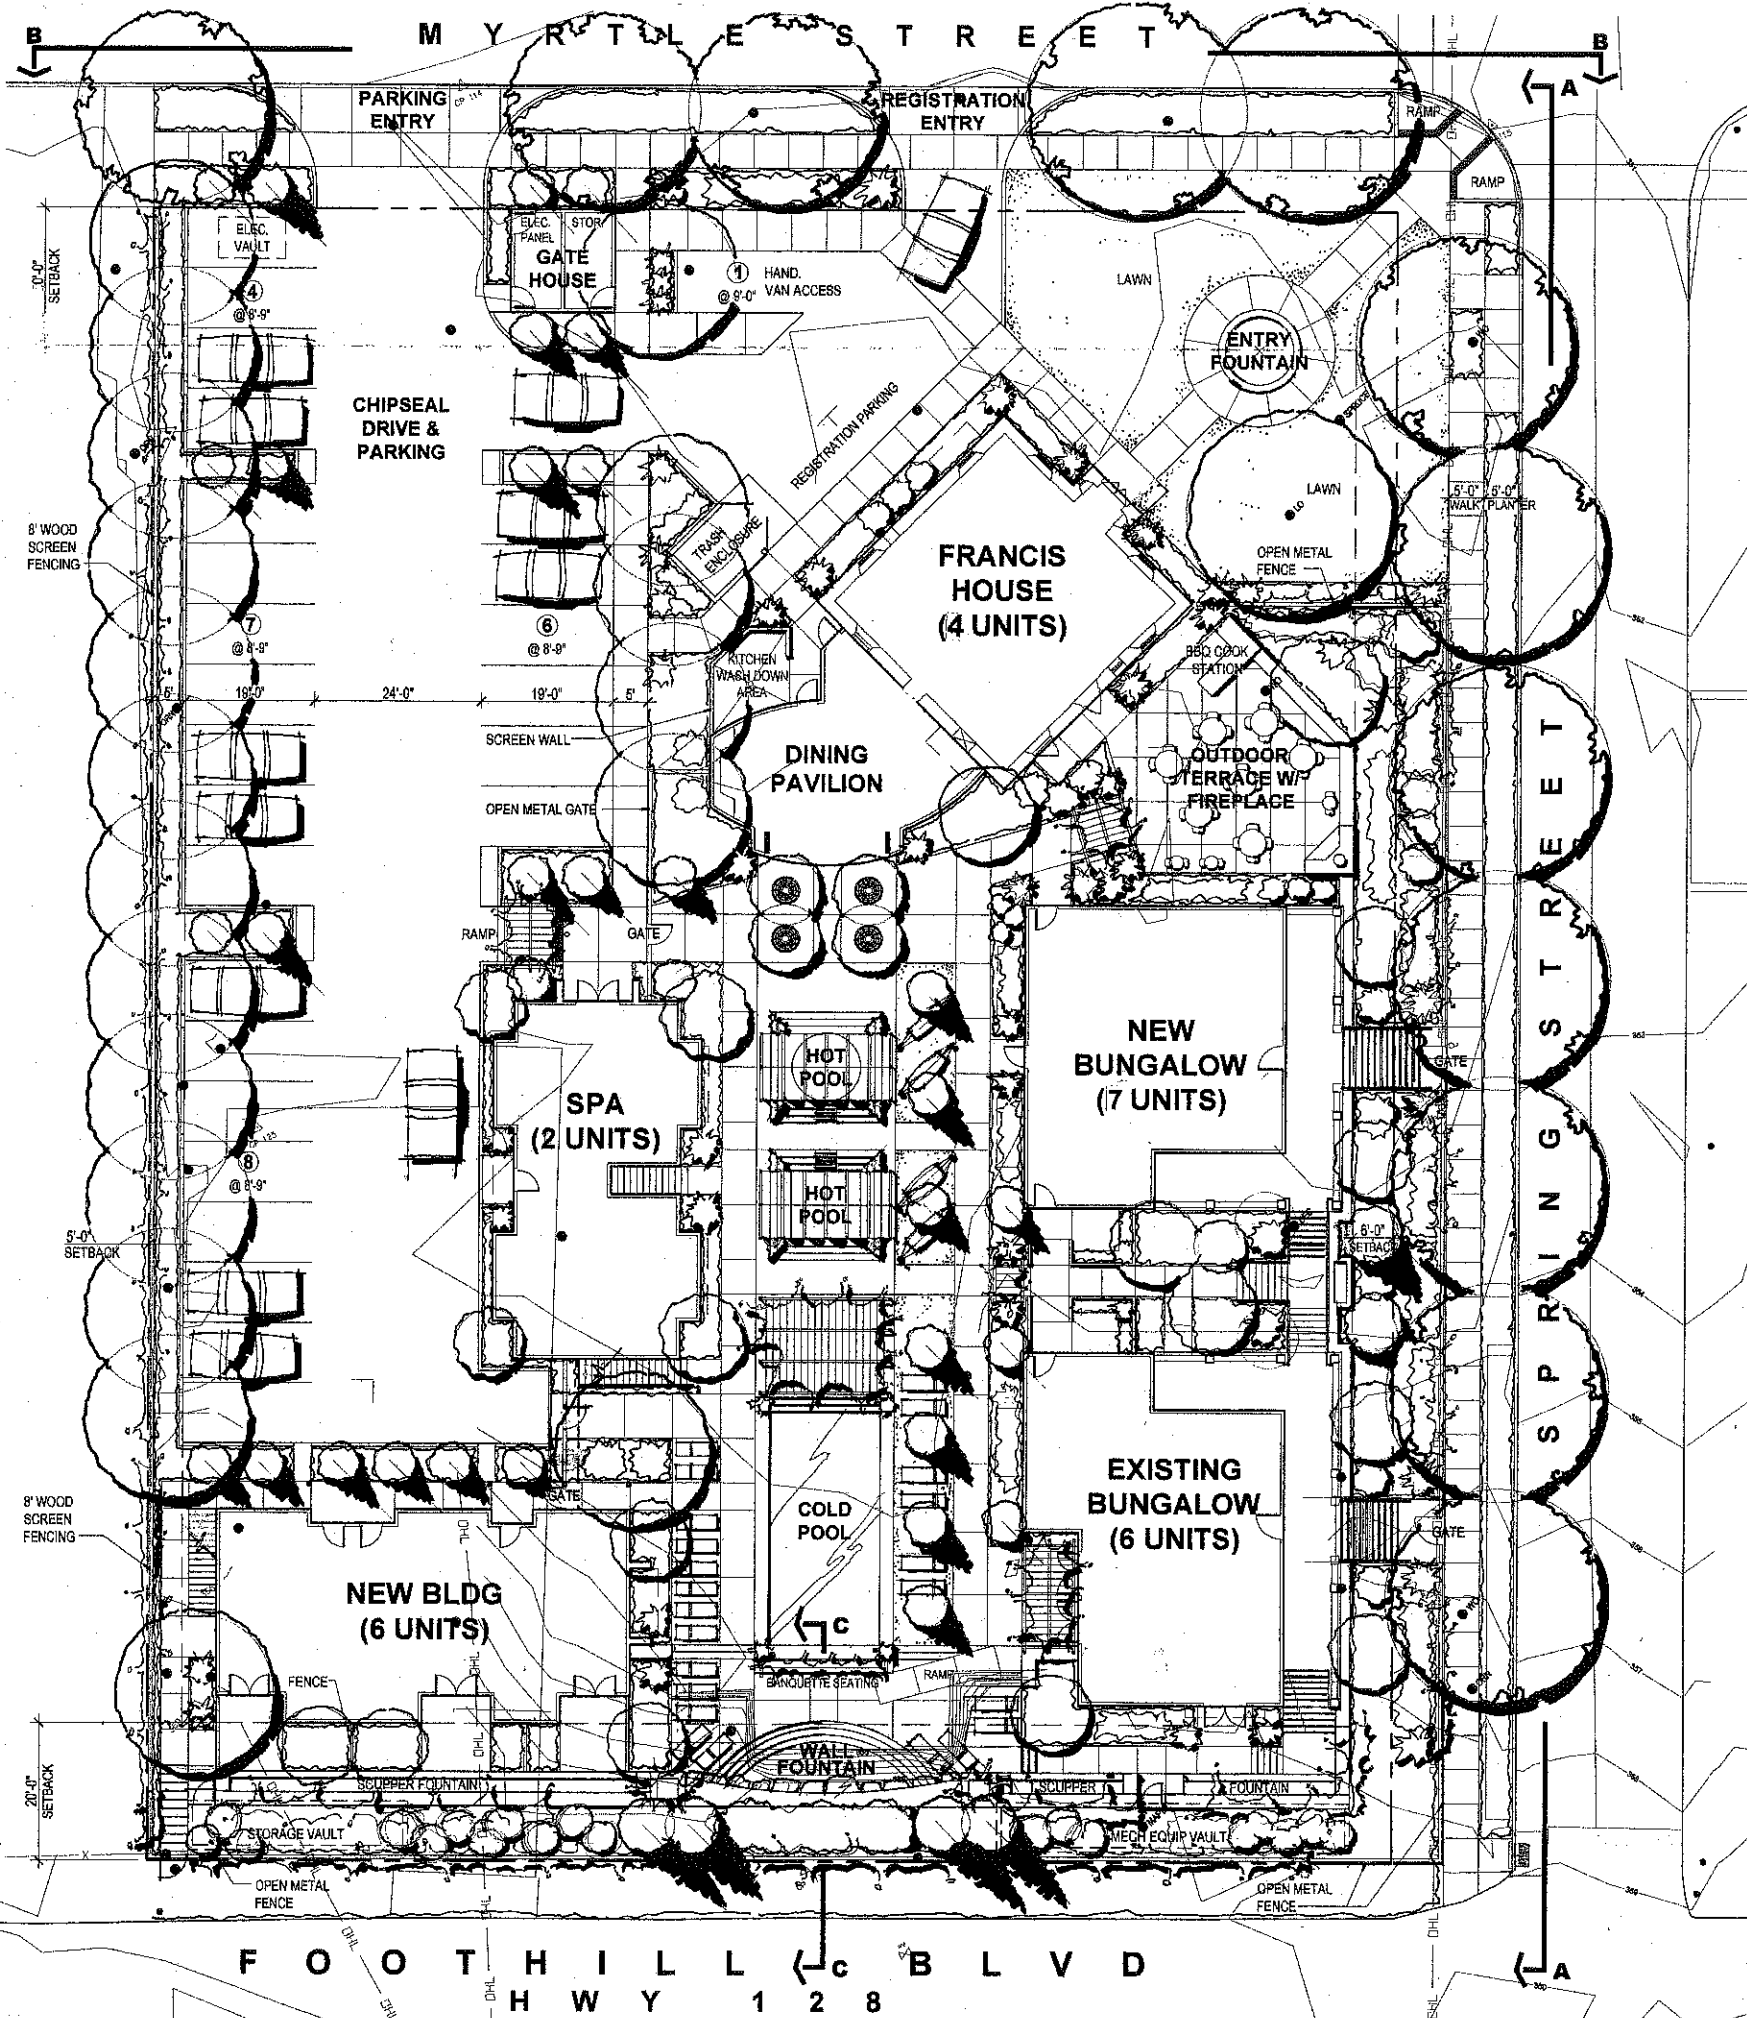 MYRTLE STREET
B
B
PARKING
ENTRY
REGISTRATION
ENTRY
RAMP
A
RAMP
ELEC.
VAULT
ELEC.
PANEL
STOR
GATE
HOUSE
1
@ 9'-0"
HAND.
VAN ACCESS
LAWN
SETBACK
4
@ 8'-9"
ENTRY
FOUNTAIN
CHIPSEAL
DRIVE &
PARKING
REGISTRATION PARKING
SPRUCE
LAWN
5'-0"
WALK
5'-0"
PLANTER
8' WOOD
SCREEN
FENCING
TRASH
ENCLOSURE
FRANCIS
HOUSE
(4 UNITS)
OPEN METAL
FENCE
7
@ 8'-9"
6
@ 8'-9"
KITCHEN
WASH DOWN
AREA
BBQ COOK
STATION
5'
19'-0"
24'-0"
19'-0"
5'
SCREEN WALL
DINING
PAVILION
OUTDOOR
TERRACE W/
FIREPLACE
OPEN METAL GATE
SPRING STREET
RAMP
GATE
HOT
POOL
NEW
BUNGALOW
(7 UNITS)
GATE
SPA
(2 UNITS)
8
@ 8'-9"
HOT
POOL
5'-0"
SETBACK
6'-0"
SETBACK
8' WOOD
SCREEN
FENCING
GATE
COLD
POOL
EXISTING
BUNGALOW
(6 UNITS)
GATE
NEW BLDG
(6 UNITS)
C
FENCE
BANQUETTE SEATING
RAMP
WALL
FOUNTAIN
20'-0"
SETBACK
SCUPPER FOUNTAIN
SCUPPER
FOUNTAIN
STORAGE VAULT
MECH EQUIP VAULT
OPEN METAL
FENCE
OPEN METAL
FENCE
FOOTHILL BLVD
C
A
HWY 128